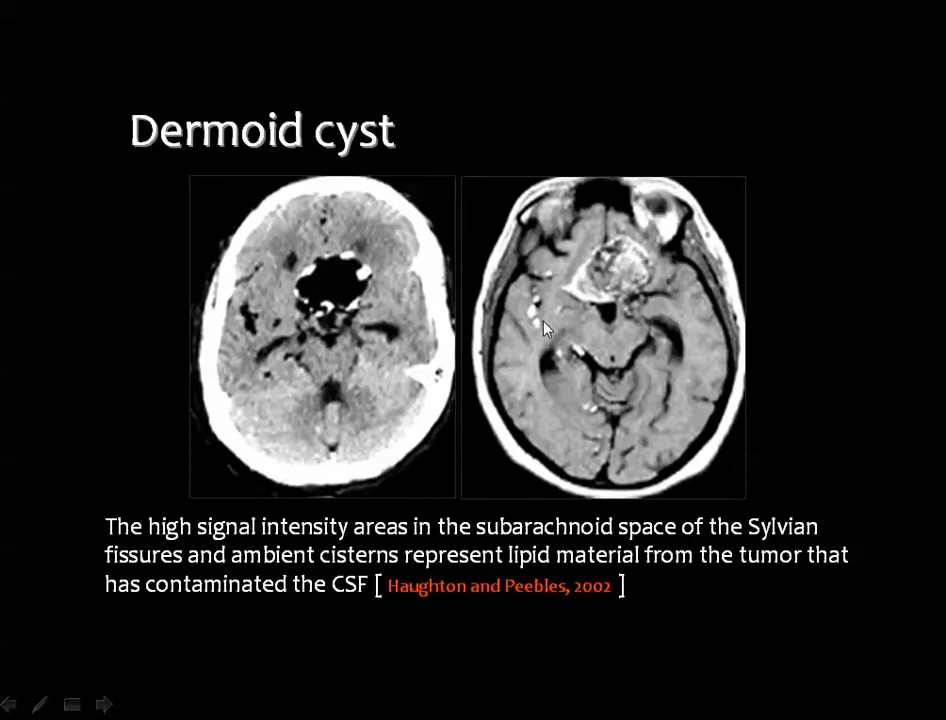 Dermoid cyst
The high signal intensity areas in the subarachnoid space of the Sylvian
fissures and ambient cisterns represent lipid material from the tumor that
has contaminated the CSF [ Haughton and Peebles, 2002 ]